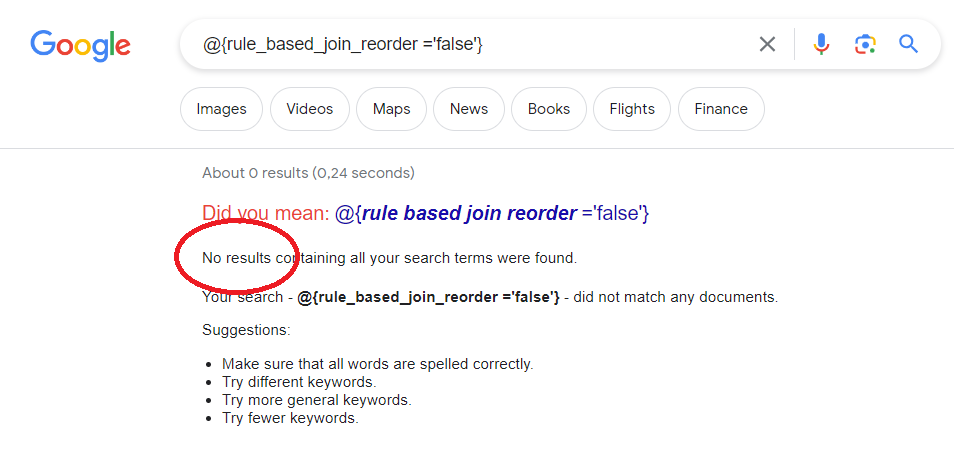 Google
@{rule_based_join_reorder ='false'}
Images Videos Maps News Books Flights Finance
About 0 results (0,24 seconds)
Did you mean: @{rule based join reorder ='false'}
No results containing all your search terms were found.
Your search - @{rule_based_join_reorder ='false'} - did not match any documents.
Suggestions:
Make sure that all words are spelled correctly.
Try different keywords.
Try more general keywords.
Try fewer keywords.